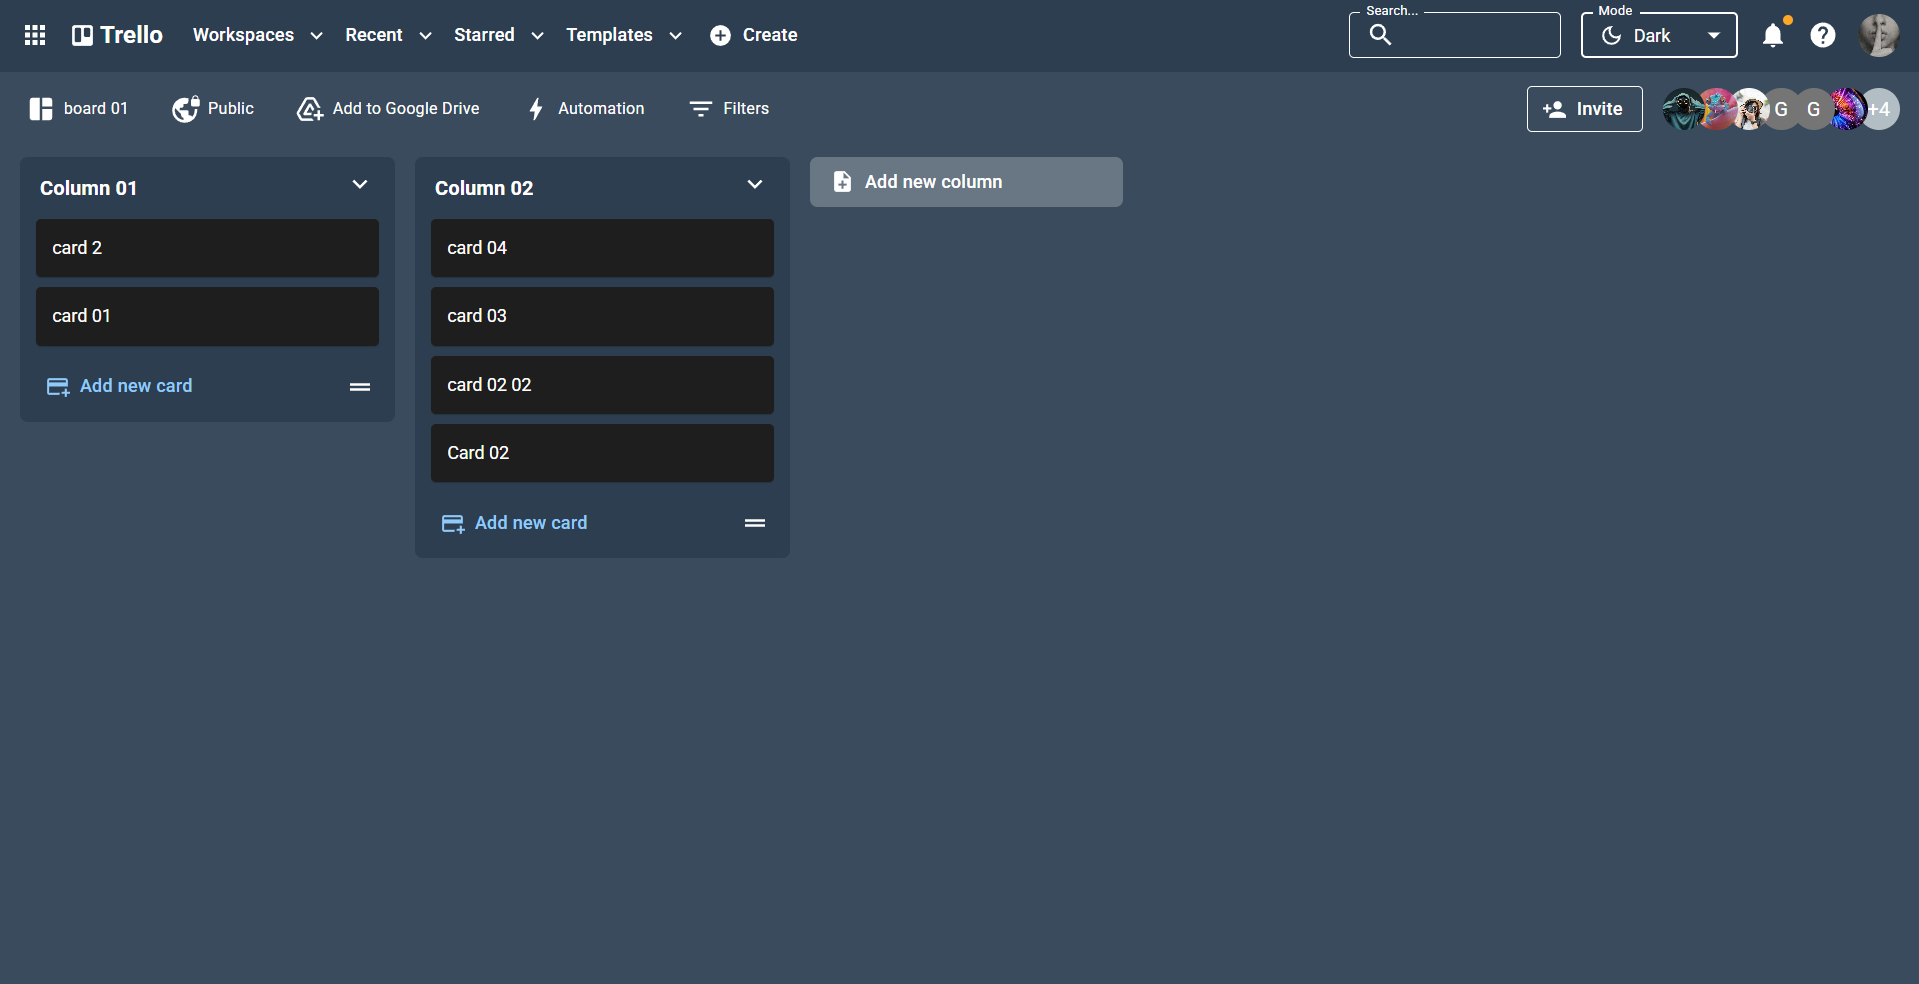 Trello
Workspaces
Recent
Starred
Templates
Create
Search...
Mode
Dark
board 01
Public
Add to Google Drive
Automation
Filters
Invite
G
G
+4
Column 01
card 2
card 01
Add new card
Column 02
card 04
card 03
card 02 02
Card 02
Add new card
Add new column